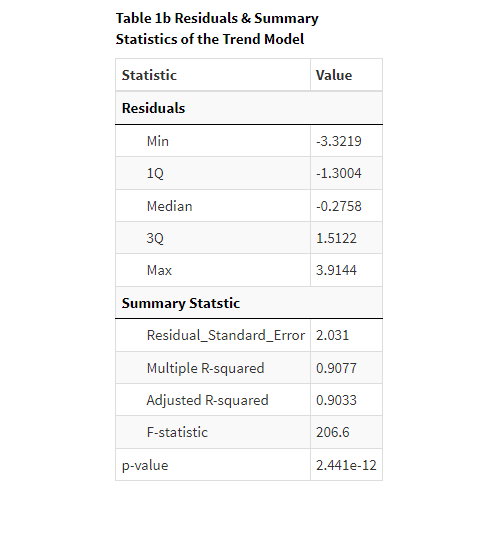 Table 1b Residuals & Summary
Statistics of the Trend Model
Statistic Value
Residuals
Min -3.3219
1Q -1.3004
Median -0.2758
3Q 1.5122
Max 3.9144
Summary Statstic
Residual_Standard_Error 2.031
Multiple R-squared 0.9077
Adjusted R-squared 0.9033
F-statistic 206.6
p-value 2.441e-12